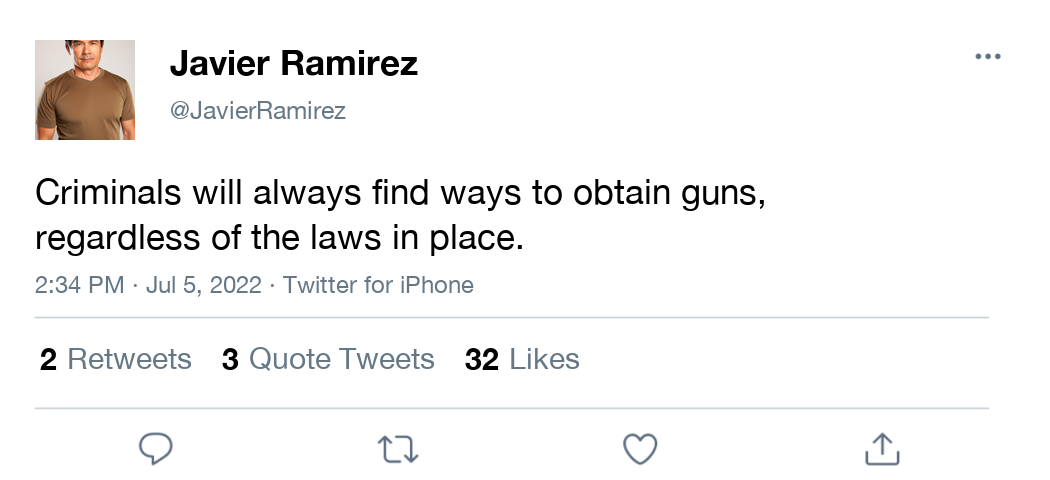 Javier Ramirez
@JavierRamirez
Criminals will always find ways to obtain guns,
regardless of the laws in place.
2:34 PM · Jul 5, 2022 · Twitter for iPhone
2 Retweets 3 Quote Tweets 32 Likes